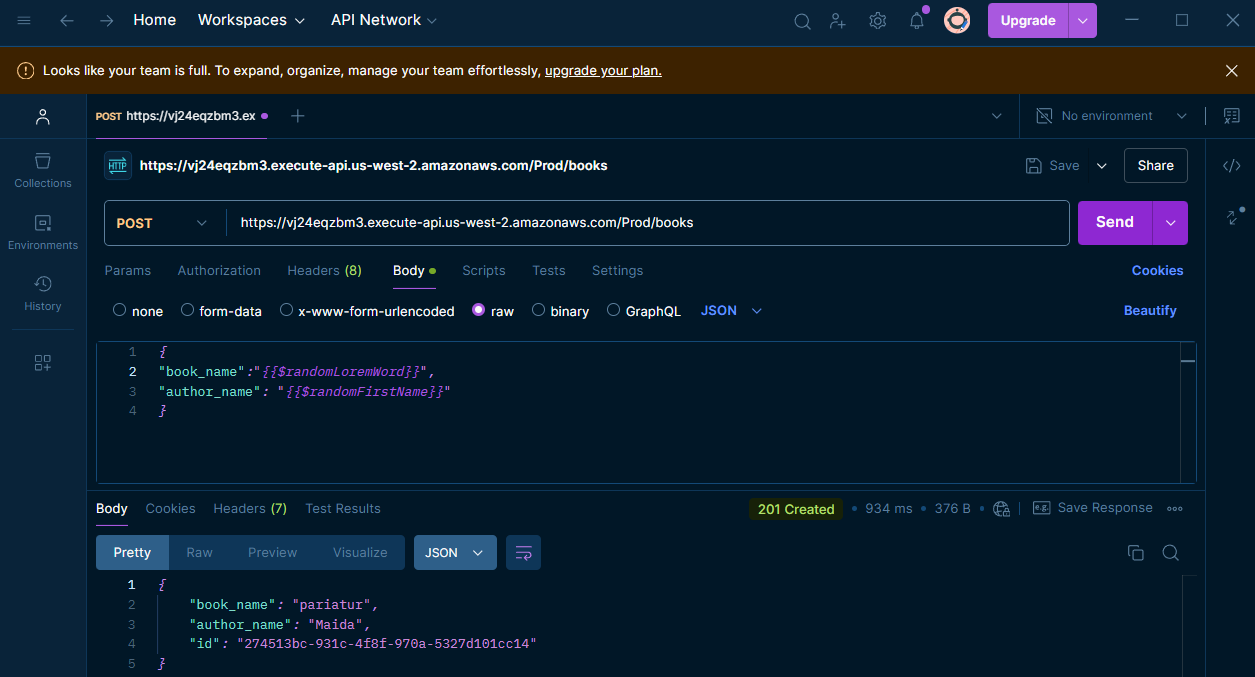 Home Workspaces API Network Upgrade
Looks like your team is full. To expand, organize, manage your team effortlessly, upgrade your plan.
POST https://vj24eqzbm3.ex No environment
HTTP https://vj24eqzbm3.execute-api.us-west-2.amazonaws.com/Prod/books Save Share
Collections
POST https://vj24eqzbm3.execute-api.us-west-2.amazonaws.com/Prod/books Send
Environments
Params Authorization Headers (8) Body Scripts Tests Settings Cookies
History
none form-data x-www-form-urlencoded raw binary GraphQL JSON Beautify
1 {
2 "book_name":"{{$randomLoremWord}}",
3 "author_name": "{{$randomFirstName}}"
4 }
Body Cookies Headers (7) Test Results 201 Created 934 ms 376 B e.g. Save Response
Pretty Raw Preview Visualize JSON
1 {
2 "book_name": "pariatur",
3 "author_name": "Maida",
4 "id": "274513bc-931c-4f8f-970a-5327d101cc14"
5 }